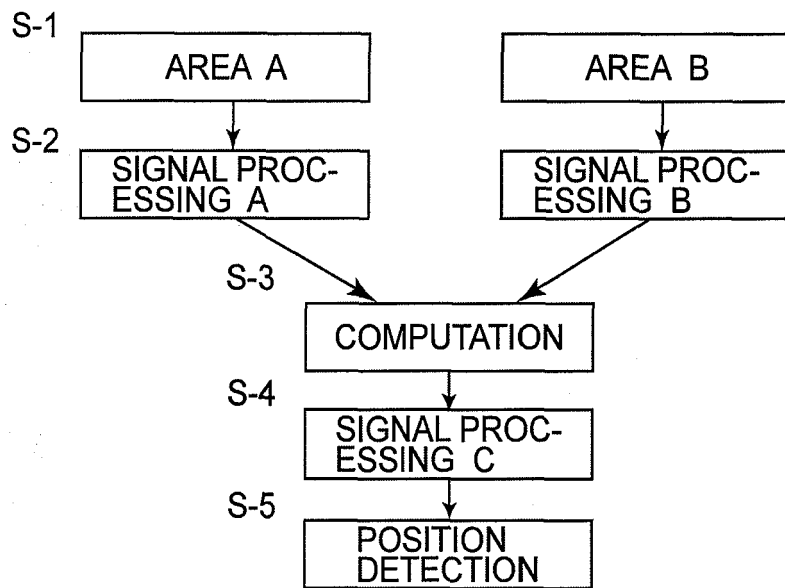 S-1
AREA A
AREA B
S-2
SIGNAL PROC-
ESSING A
SIGNAL PROC-
ESSING B
S-3
COMPUTATION
S-4
SIGNAL PROC-
ESSING C
S-5
POSITION
DETECTION